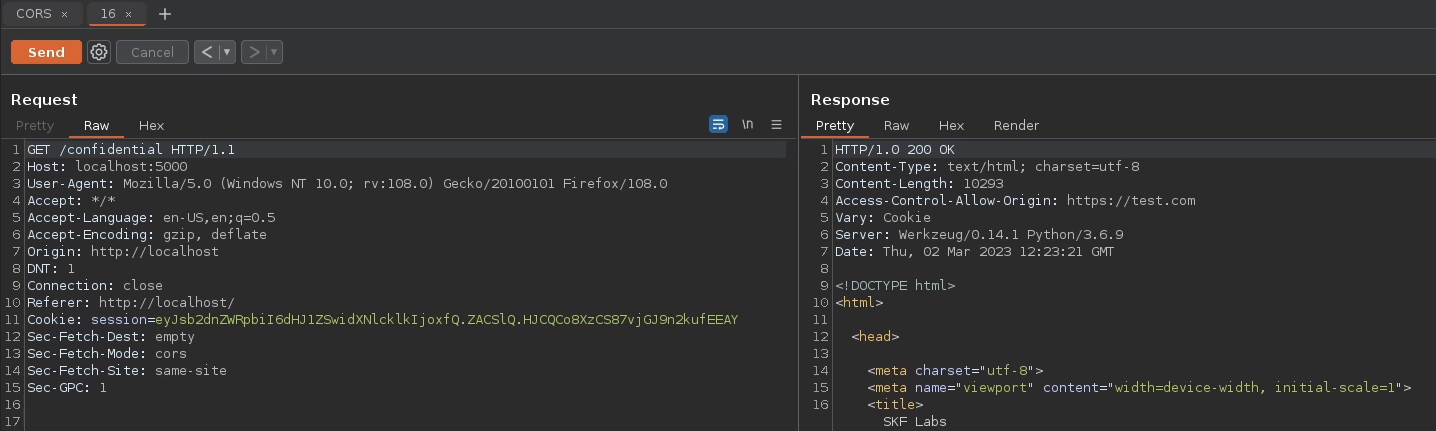 CORS × 16 × +
Send Cancel < ▾ > ▾
Request
Pretty Raw Hex \n
1 GET /confidential HTTP/1.1
2 Host: localhost:5000
3 User-Agent: Mozilla/5.0 (Windows NT 10.0; rv:108.0) Gecko/20100101 Firefox/108.0
4 Accept: */*
5 Accept-Language: en-US,en;q=0.5
6 Accept-Encoding: gzip, deflate
7 Origin: http://localhost
8 DNT: 1
9 Connection: close
10 Referer: http://localhost/
11 Cookie: session=eyJsb2dnZWRpbiI6dHJ1ZSwidXNlcklkIjoxfQ.ZACSlQ.HJCQCo8XzCS87vjGJ9n2kufEEAY
12 Sec-Fetch-Dest: empty
13 Sec-Fetch-Mode: cors
14 Sec-Fetch-Site: same-site
15 Sec-GPC: 1
16
17
Response
Pretty Raw Hex Render
1 HTTP/1.0 200 OK
2 Content-Type: text/html; charset=utf-8
3 Content-Length: 10293
4 Access-Control-Allow-Origin: https://test.com
5 Vary: Cookie
6 Server: Werkzeug/0.14.1 Python/3.6.9
7 Date: Thu, 02 Mar 2023 12:23:21 GMT
8
9 <!DOCTYPE html>
10 <html>
11
12 <head>
13
14 <meta charset="utf-8">
15 <meta name="viewport" content="width=device-width, initial-scale=1">
16 <title>
SKF Labs